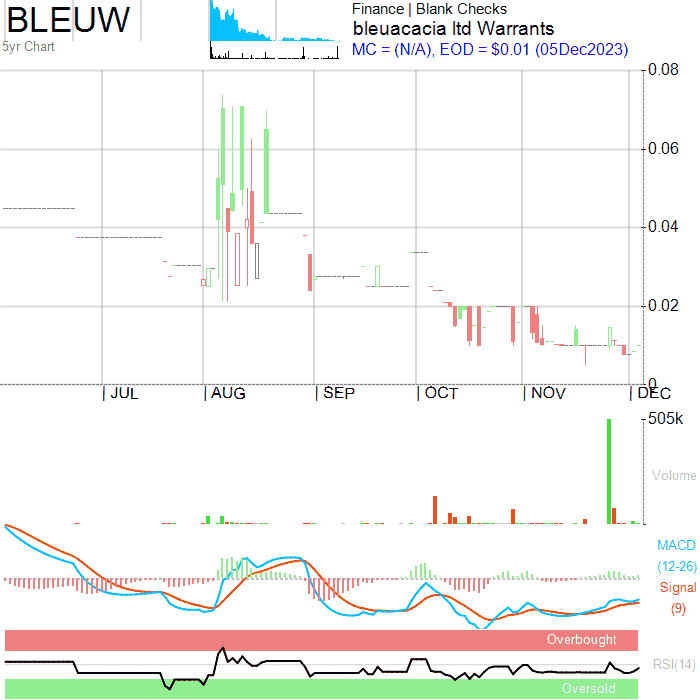 BLEUW
5yr Chart
Finance | Blank Checks
bleuacacia ltd Warrants
MC = (N/A), EOD = $0.01 (05Dec2023)
0.08
0.06
0.04
0.02
0
| JUL | AUG | SEP | OCT | NOV | DEC
505k
Volume
MACD
(12-26)
Signal
(9)
Overbought
RSI(14)
Oversold